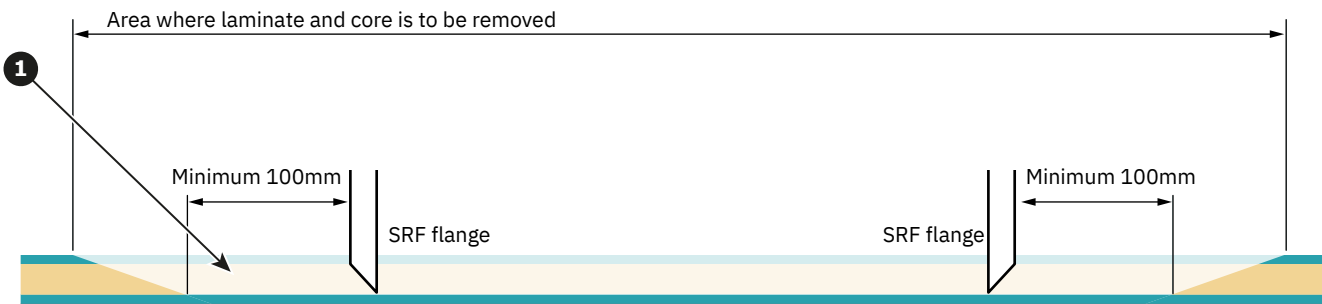 Area where laminate and core is to be removed
1
Minimum 100mm
Minimum 100mm
SRF flange
SRF flange